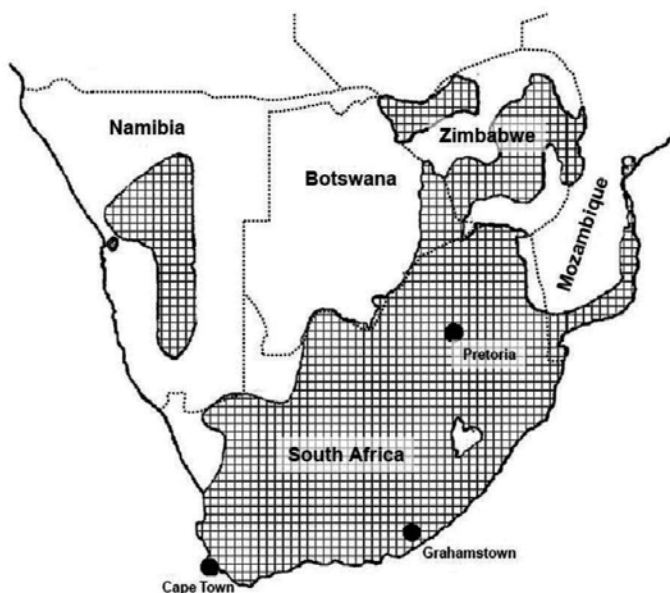 Namibia
Zimbabwe
Botswana
Mozambique
Pretoria
South Africa
Grahamstown
Cape Town